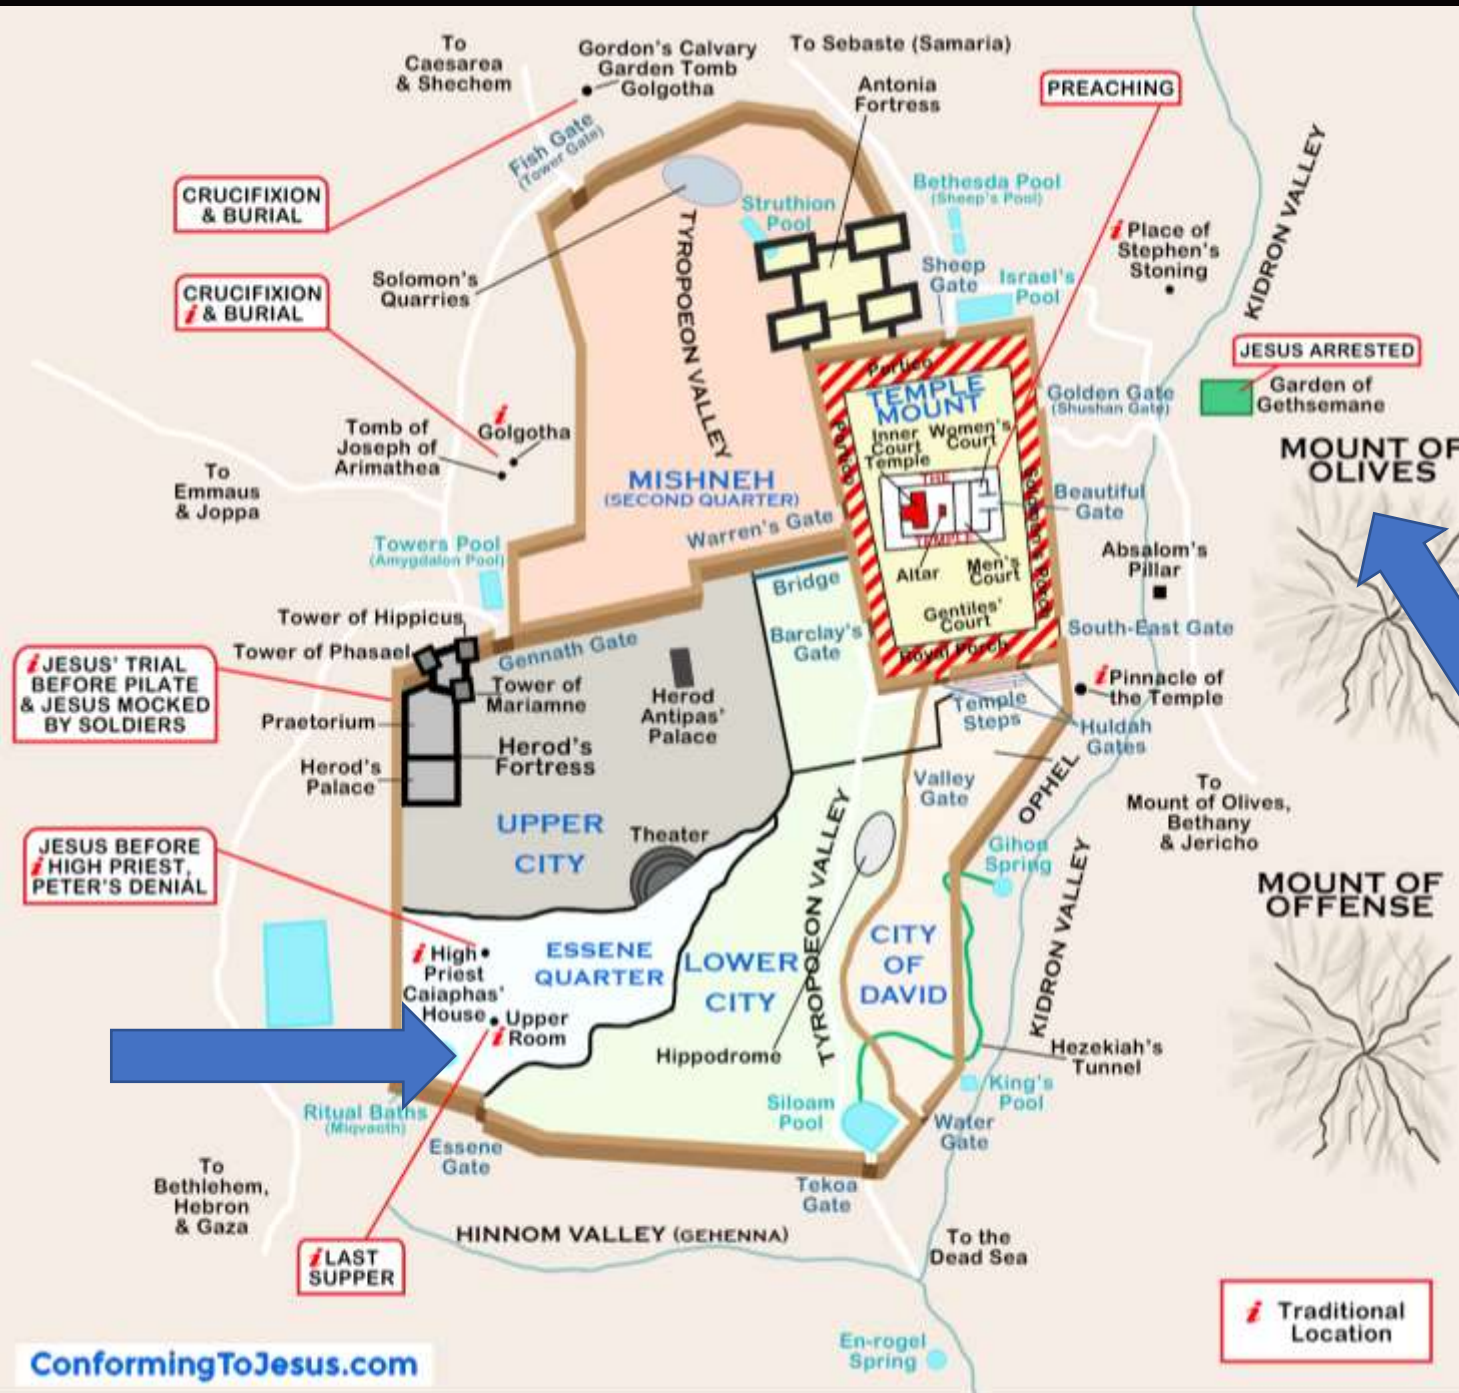 To
Caesarea
& Shechem
Gordon's Calvary
Garden Tomb
Golgotha
To Sebaste (Samaria)
Antonia
Fortress
PREACHING
Fish Gate
(Tower Gate)
CRUCIFIXION
& BURIAL
Struthion
Pool
Bethesda Pool
(Sheep's Pool)
KIDRON VALLEY
i Place of
Stephen's
Stoning
Solomon's
Quarries
TYROPOEON VALLEY
Sheep
Gate
Israel's
Pool
CRUCIFIXION
i & BURIAL
JESUS ARRESTED
Garden of
Gethsemane
Portico
TEMPLE
MOUNT
Golden Gate
(Shushan Gate)
i
Golgotha
Tomb of
Joseph of
Arimathea
Portico
Inner
Court
Women's
Court
Temple
THE
TEMPLE
Altar
Men's
Court
Gentiles'
Court
Solomon's Porch
Royal Porch
MOUNT OF
OLIVES
To
Emmaus
& Joppa
MISHNEH
(SECOND QUARTER)
Beautiful
Gate
Warren's Gate
Towers Pool
(Amygdalon Pool)
Absalom's
Pillar
Bridge
Barclay's
Gate
South-East Gate
Tower of Hippicus
Tower of Phasael
Gennath Gate
i JESUS' TRIAL
BEFORE PILATE
& JESUS MOCKED
BY SOLDIERS
Tower of
Mariamne
Praetorium
Herod
Antipas'
Palace
Temple
Steps
i Pinnacle of
the Temple
Huldah
Gates
Herod's
Fortress
Herod's
Palace
Valley
Gate
OPHEL
To
Mount of Olives,
Bethany
& Jericho
UPPER
CITY
Theater
TYROPOEON VALLEY
Gihon
Spring
KIDRON VALLEY
JESUS BEFORE
i HIGH PRIEST,
PETER'S DENIAL
MOUNT OF
OFFENSE
i High
Priest
Caiaphas'
House
ESSENE
QUARTER
LOWER
CITY
CITY
OF
DAVID
Upper
i Room
Hippodrome
Hezekiah's
Tunnel
Ritual Baths
(Miqvaoth)
Siloam
Pool
King's
Pool
Water
Gate
Essene
Gate
Tekoa
Gate
To
Bethlehem,
Hebron
& Gaza
HINNOM VALLEY (GEHENNA)
To the
Dead Sea
i LAST
SUPPER
i Traditional
Location
En-rogel
Spring
ConformingToJesus.com